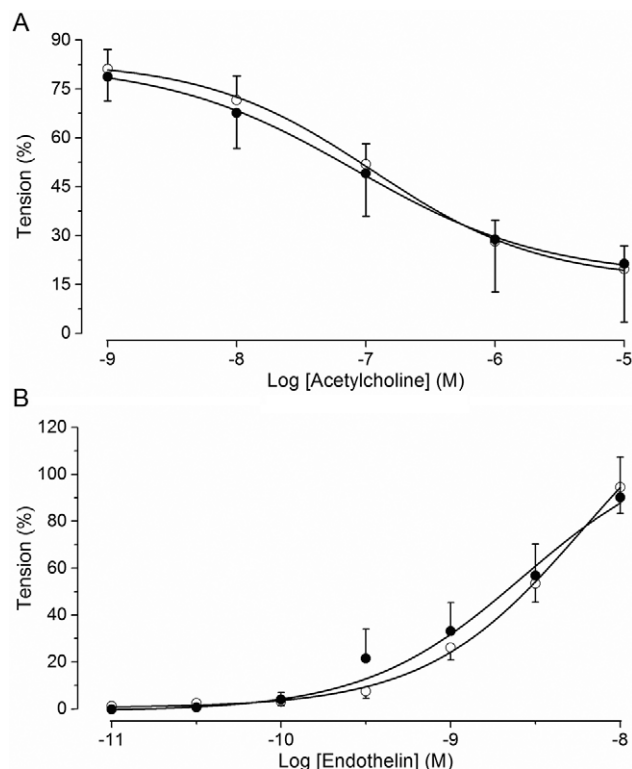 A
90
75
60
45
30
15
0
Tension (%)
-9 -8 -7 -6 -5
Log [Acetylcholine] (M)
B
120
100
80
60
40
20
0
Tension (%)
-11 -10 -9 -8
Log [Endothelin] (M)